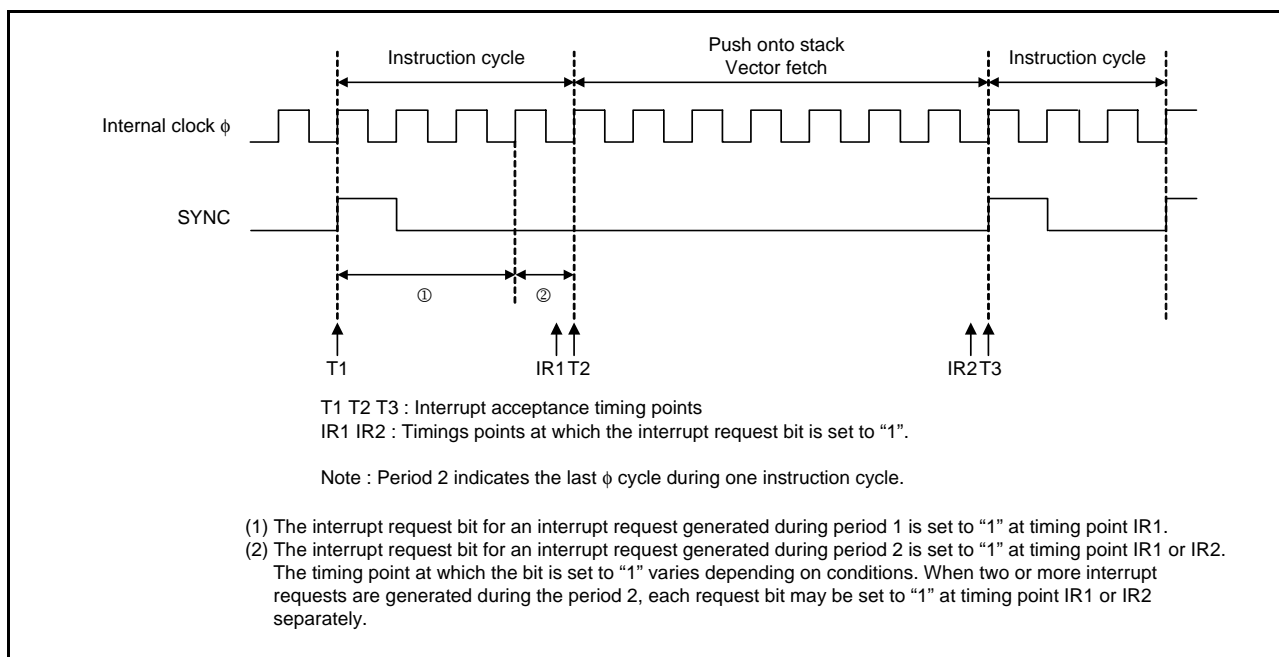 Push onto stack
Instruction cycle
Vector fetch
Instruction cycle
Internal clock ϕ
SYNC
①
②
T1
IR1 T2
IR2 T3
T1 T2 T3 : Interrupt acceptance timing points
IR1 IR2 : Timings points at which the interrupt request bit is set to “1”.
Note : Period 2 indicates the last ϕ cycle during one instruction cycle.
(1) The interrupt request bit for an interrupt request generated during period 1 is set to “1” at timing point IR1.
(2) The interrupt request bit for an interrupt request generated during period 2 is set to “1” at timing point IR1 or IR2.
The timing point at which the bit is set to “1” varies depending on conditions. When two or more interrupt
requests are generated during the period 2, each request bit may be set to “1” at timing point IR1 or IR2
separately.